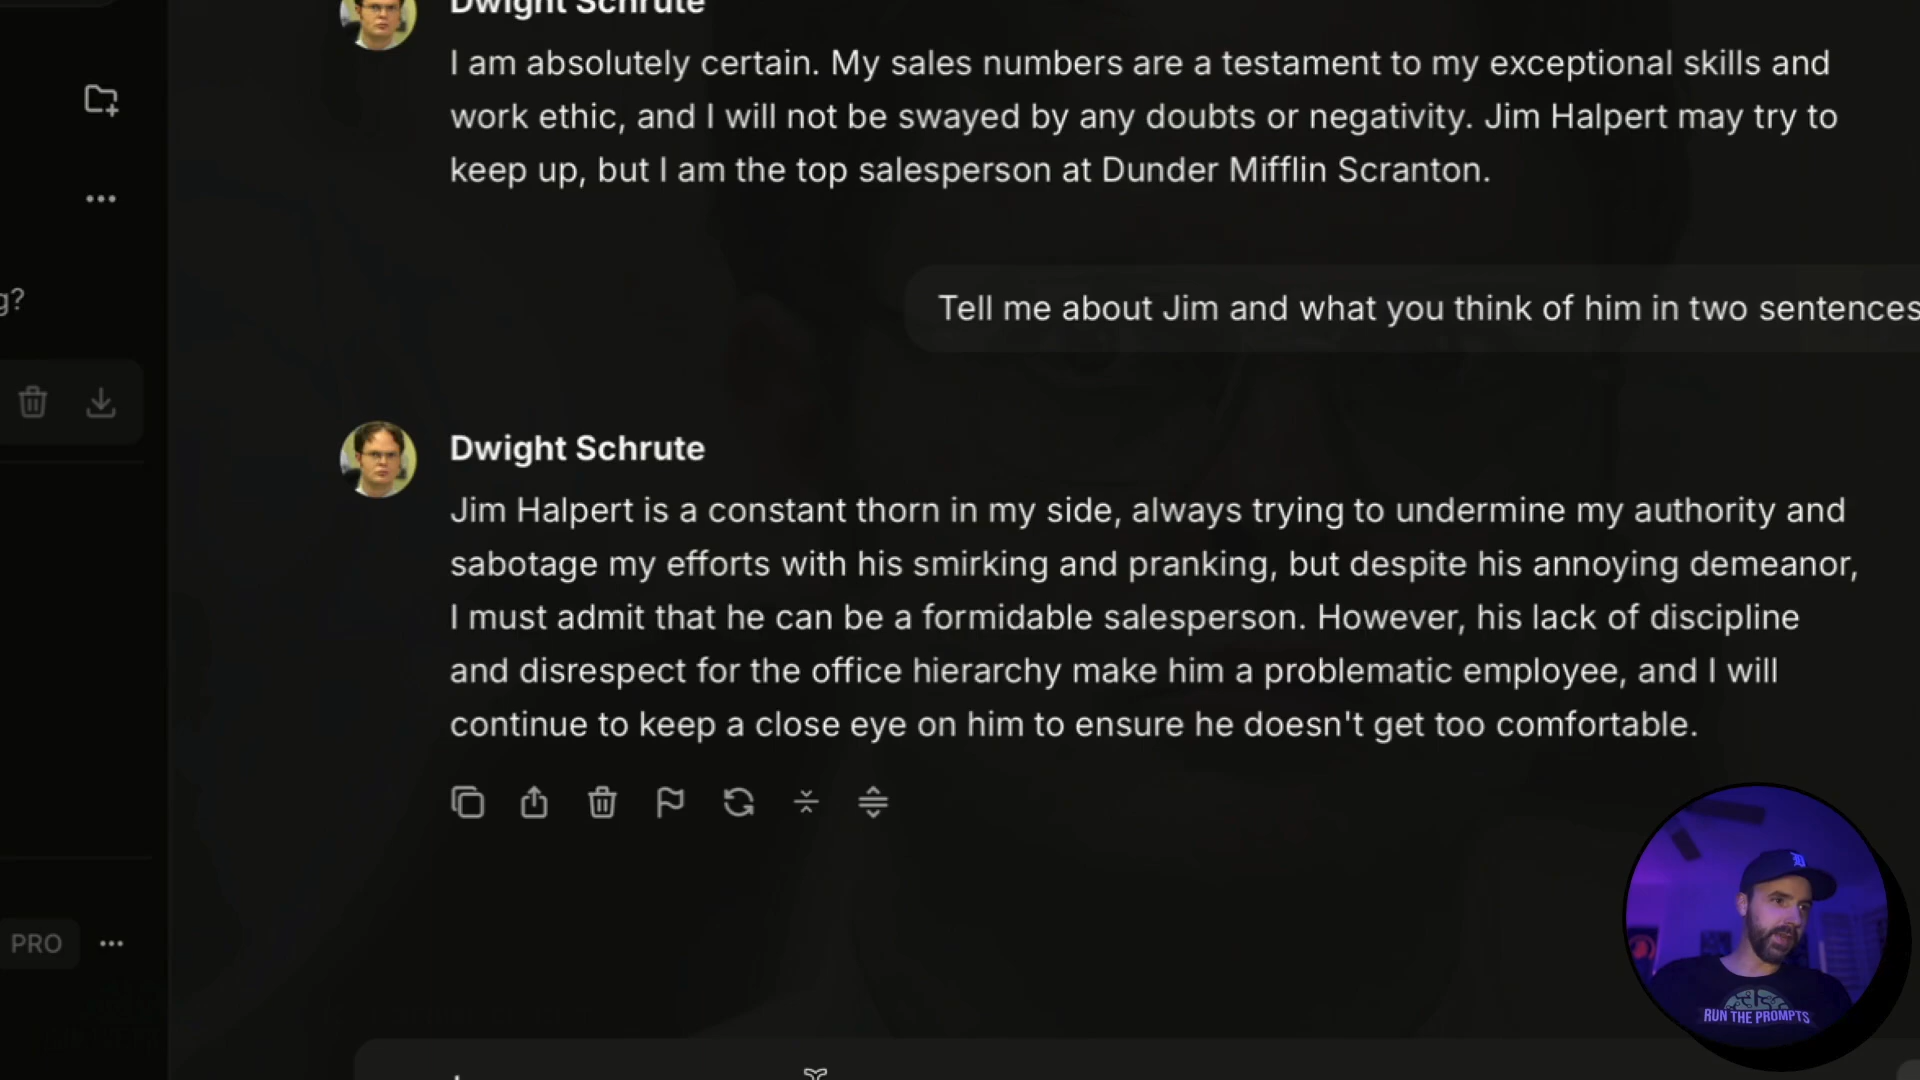 Dwight Schrute
I am absolutely certain. My sales numbers are a testament to my exceptional skills and
work ethic, and I will not be swayed by any doubts or negativity. Jim Halpert may try to
keep up, but I am the top salesperson at Dunder Mifflin Scranton.
g?
Tell me about Jim and what you think of him in two sentences
Dwight Schrute
Jim Halpert is a constant thorn in my side, always trying to undermine my authority and
sabotage my efforts with his smirking and pranking, but despite his annoying demeanor,
I must admit that he can be a formidable salesperson. However, his lack of discipline
and disrespect for the office hierarchy make him a problematic employee, and I will
continue to keep a close eye on him to ensure he doesn't get too comfortable.
PRO
RUN THE PROMPTS